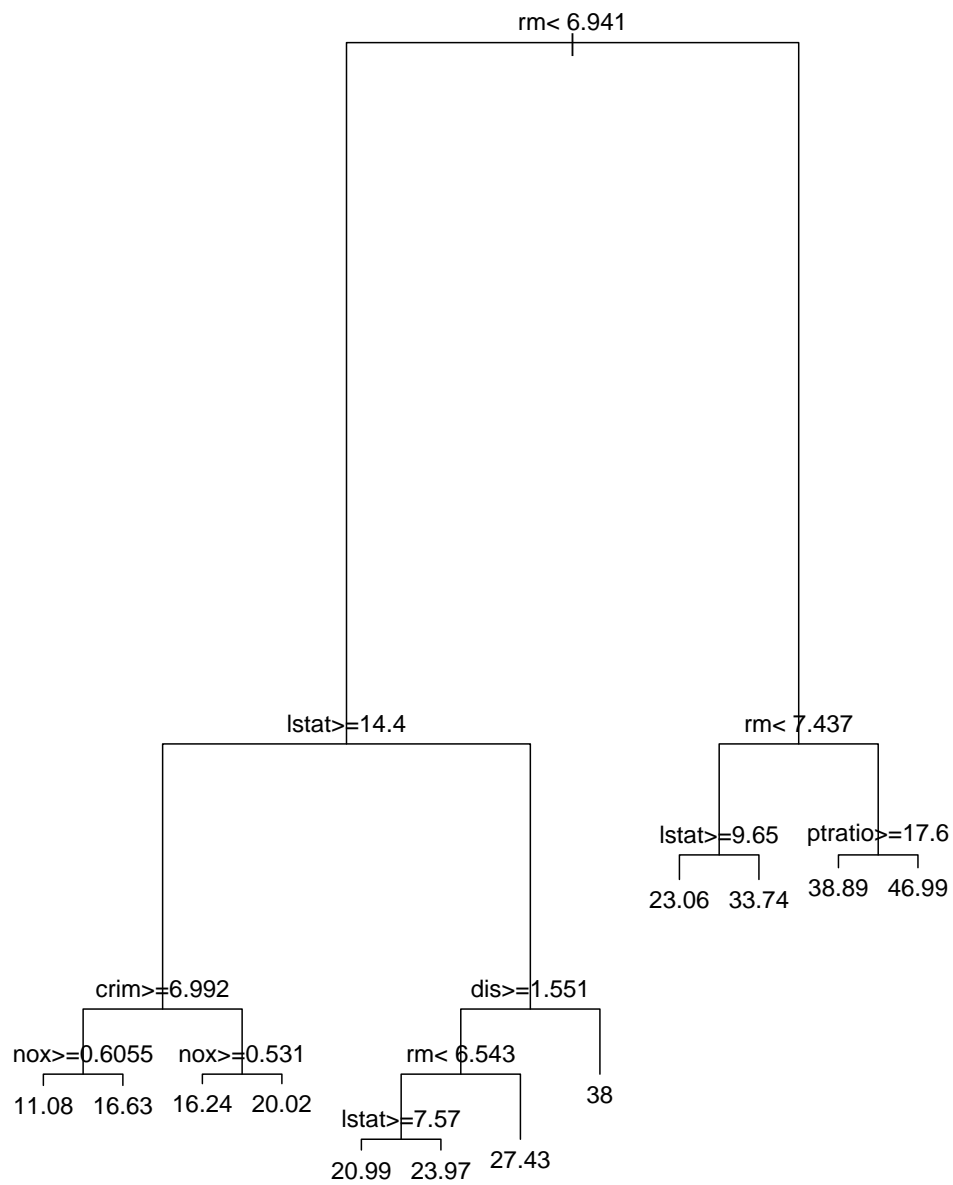 rm< 6.941
lstat>=14.4
rm< 7.437
lstat>=9.65
ptratio>=17.6
23.06
33.74
38.89
46.99
crim>=6.992
dis>=1.551
nox>=0.6055
nox>=0.531
rm< 6.543
11.08
16.63
16.24
20.02
38
lstat>=7.57
20.99
23.97
27.43